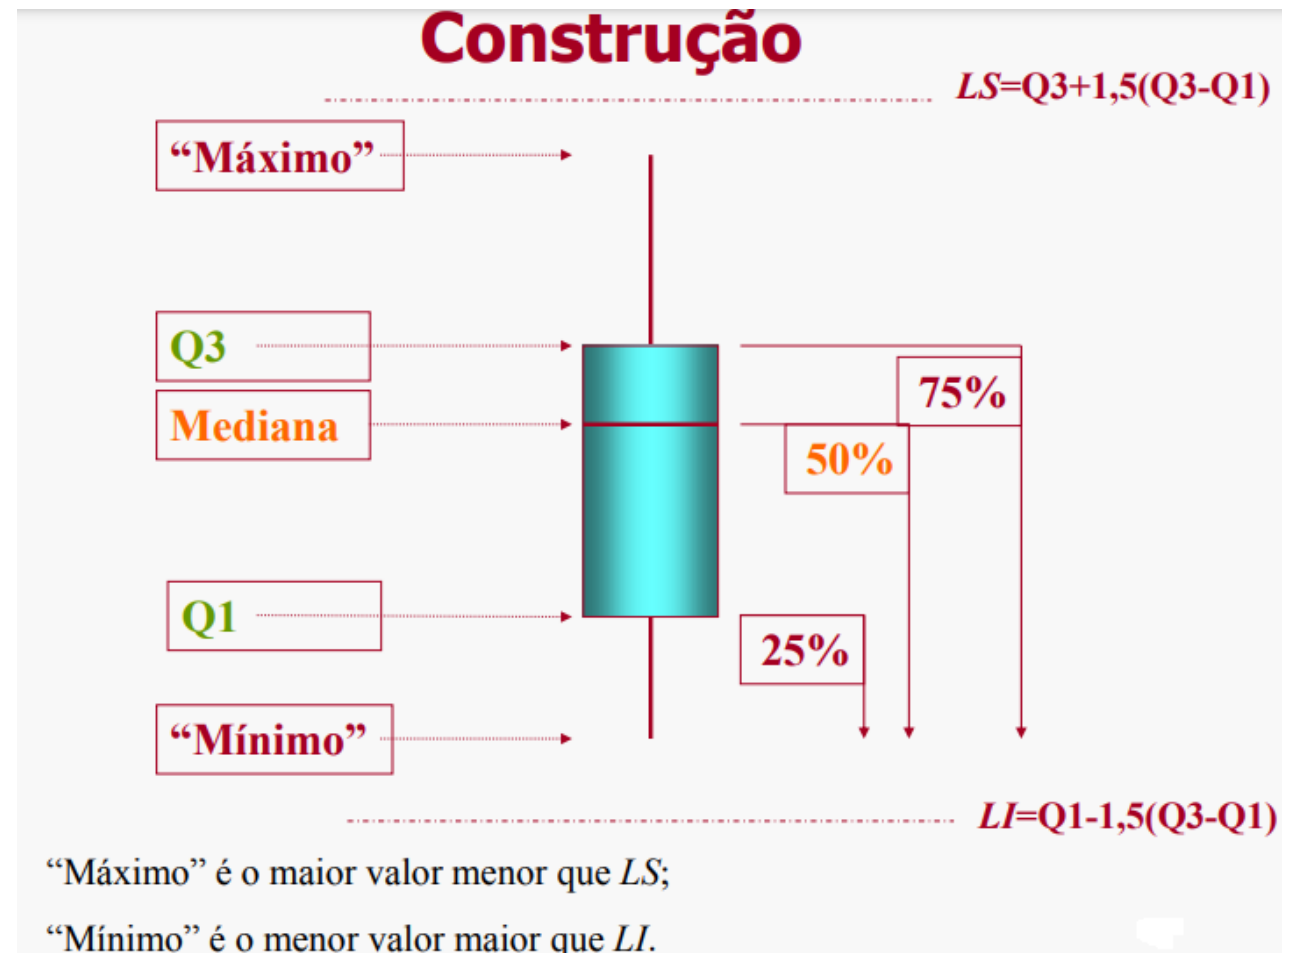 Construção
LS=Q3+1,5(Q3-Q1)
“Máximo”
Q3
75%
Mediana
50%
Q1
25%
“Mínimo”
LI=Q1-1,5(Q3-Q1)
“Máximo” é o maior valor menor que LS;
“Mínimo” é o menor valor maior que LI.